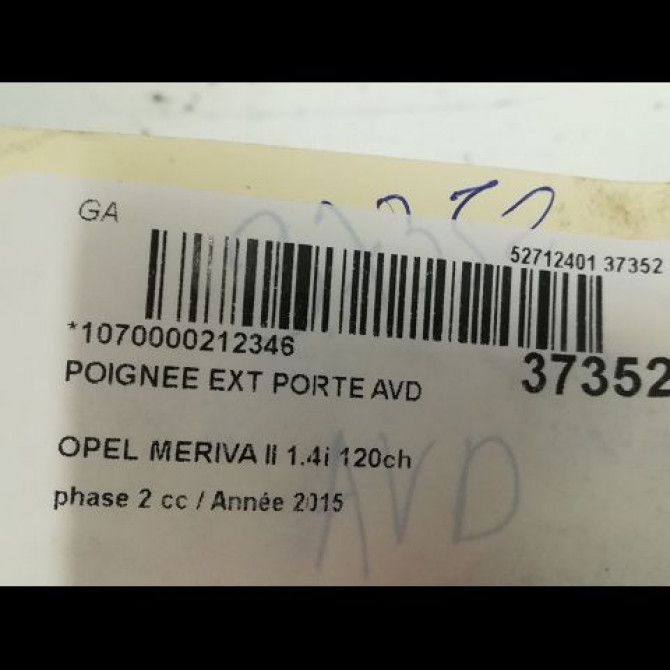 GA
52712401 37352
*1070000212346
37352
POIGNEE EXT PORTE AVD
OPEL MERIVA II 1.4i 120ch
phase 2 cc / Année 2015
AVD